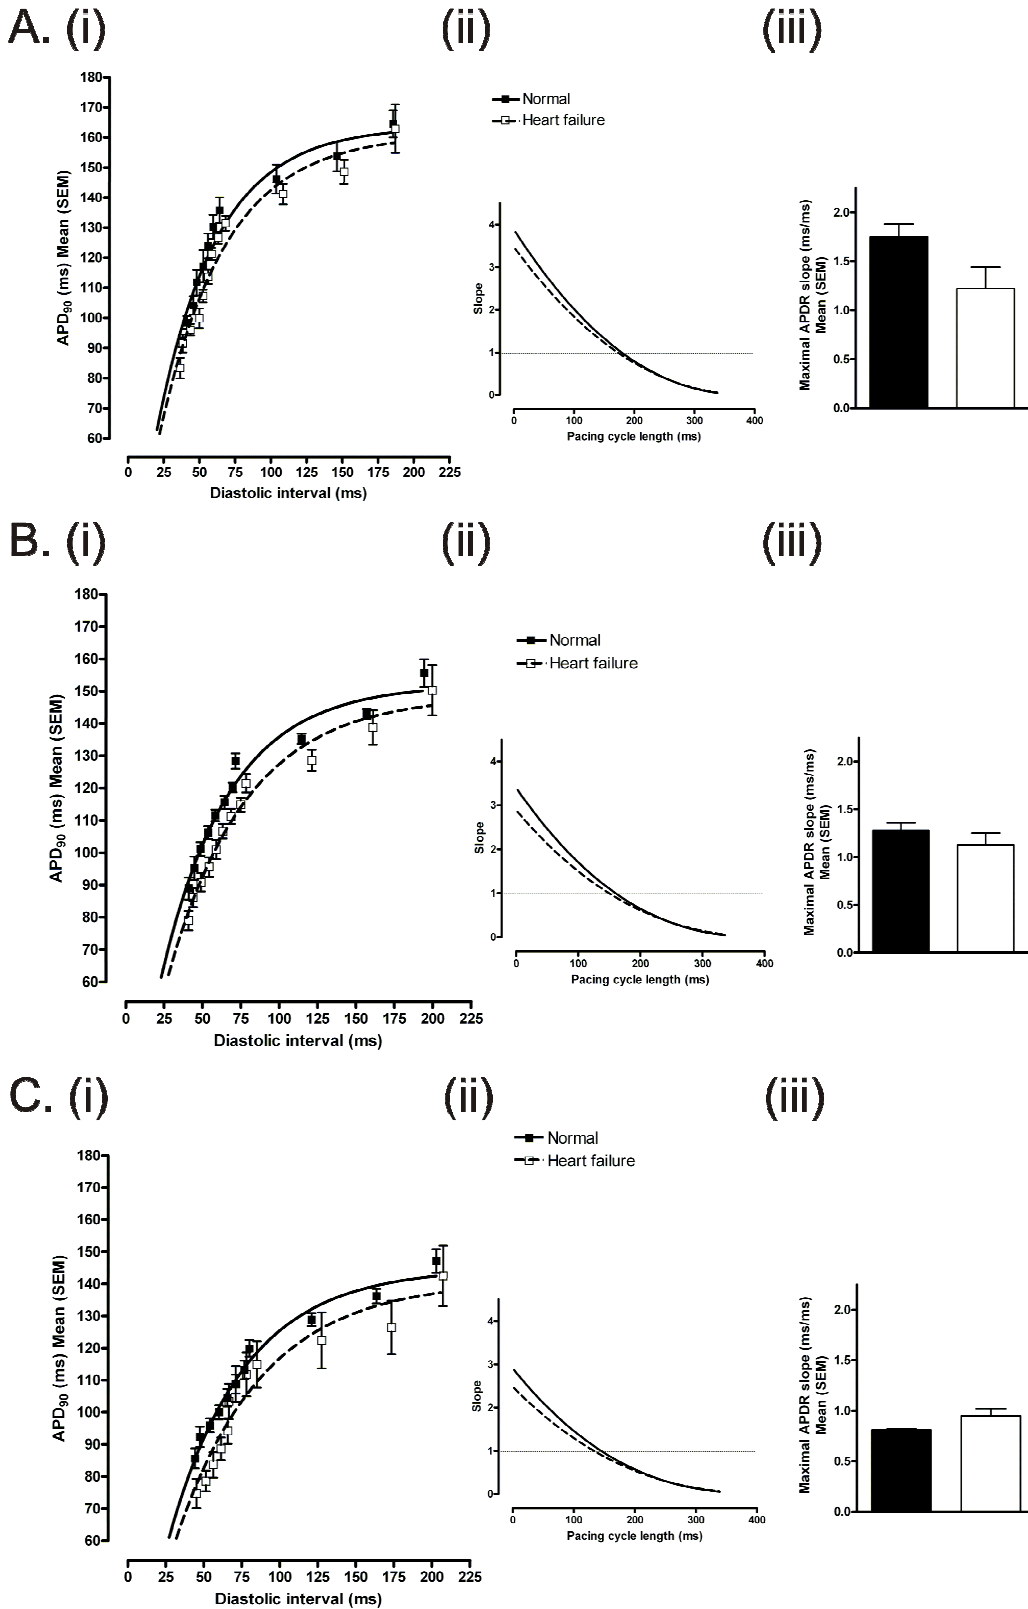 A. (i)
(ii)
(iii)
APD90 (ms) Mean (SEM)
180
170
160
150
140
130
120
110
100
90
80
70
60
0 25 50 75 100 125 150 175 200 225
Diastolic interval (ms)
Normal
Heart failure
Slope
4
3
2
1
0
0 100 200 300 400
Pacing cycle length (ms)
Maximal APDR slope (ms/ms)
Mean (SEM)
2.0
1.5
1.0
0.5
0.0
B. (i)
(ii)
(iii)
APD90 (ms) Mean (SEM)
180
170
160
150
140
130
120
110
100
90
80
70
60
0 25 50 75 100 125 150 175 200 225
Diastolic interval (ms)
Normal
Heart failure
Slope
4
3
2
1
0
0 100 200 300 400
Pacing cycle length (ms)
Maximal APDR slope (ms/ms)
Mean (SEM)
2.0
1.5
1.0
0.5
0.0
C. (i)
(ii)
(iii)
APD90 (ms) Mean (SEM)
180
170
160
150
140
130
120
110
100
90
80
70
60
0 25 50 75 100 125 150 175 200 225
Diastolic interval (ms)
Normal
Heart failure
Slope
4
3
2
1
0
0 100 200 300 400
Pacing cycle length (ms)
Maximal APDR slope (ms/ms)
Mean (SEM)
2.0
1.5
1.0
0.5
0.0